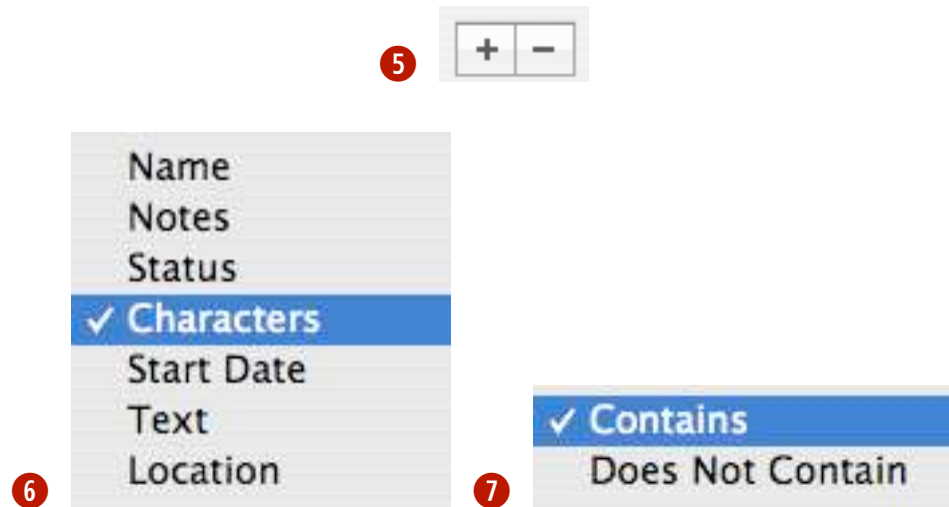 5 + −
Name
Notes
Status
✓ Characters
Start Date
Text
6 Location
✓ Contains
7 Does Not Contain